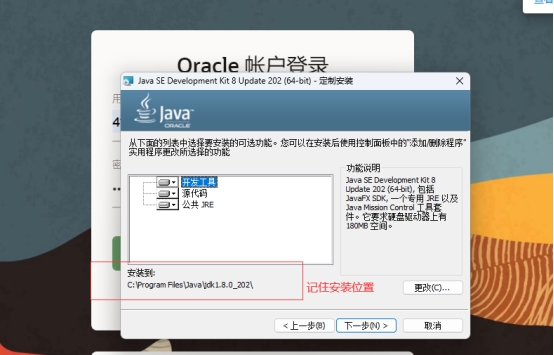 查看
Oracle 帐户登录
Java SE Development Kit 8 Update 202 (64-bit) - 定制安装
用
Java
ORACLE
4
从下面的列表中选择要安装的可选功能。您可以在安装后使用控制面板中的"添加/删除程序"
实用程序更改所选择的功能
密
开发工具
源代码
公共 JRE
功能说明
Java SE Development Kit 8
Update 202 (64-bit), 包括
JavaFX SDK, 一个专用 JRE 以及
Java Mission Control 工具套
件。它要求硬盘驱动器上有
180MB 空间。
安装到:
C:\Program Files\Java\jdk1.8.0_202\
记住安装位置
更改(C)...
<上一步(B)
下一步(N) >
取消